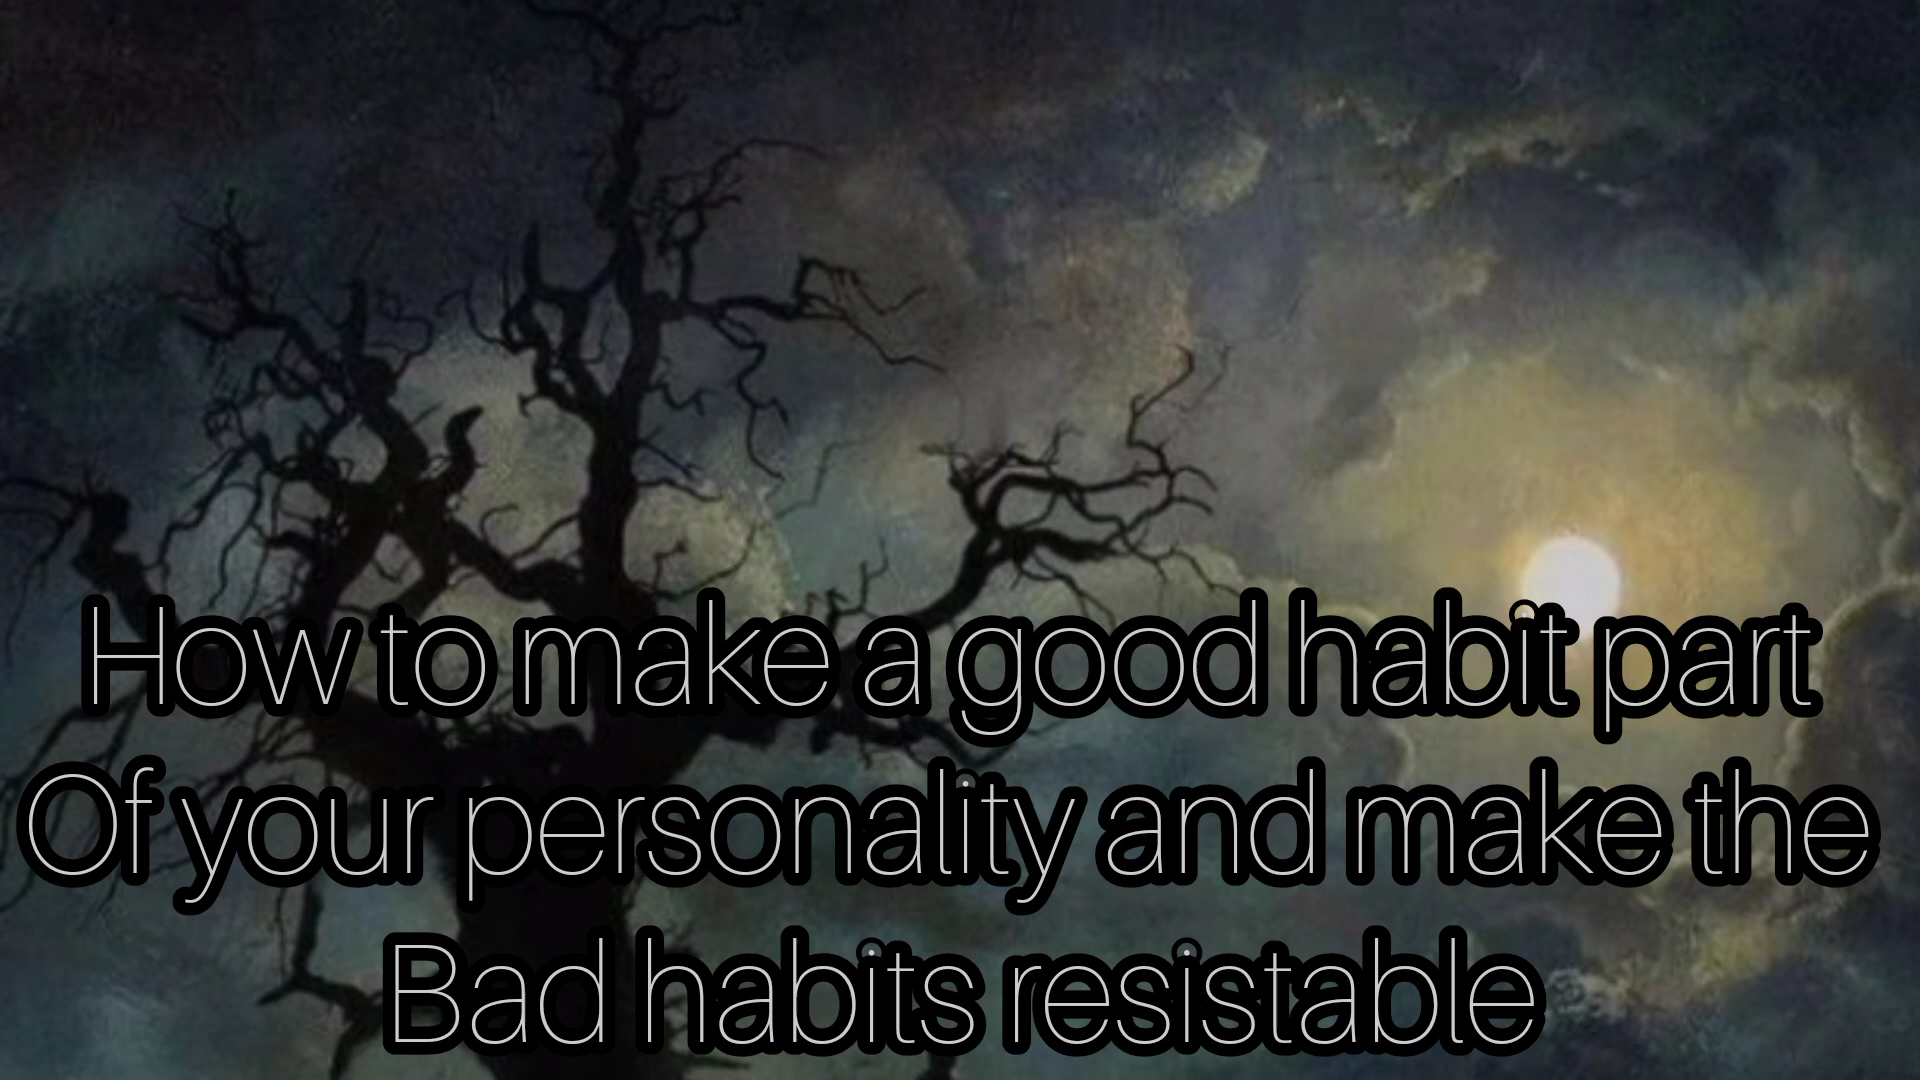 How to make a good habit part
Of your personality and make the
Bad habits resistable